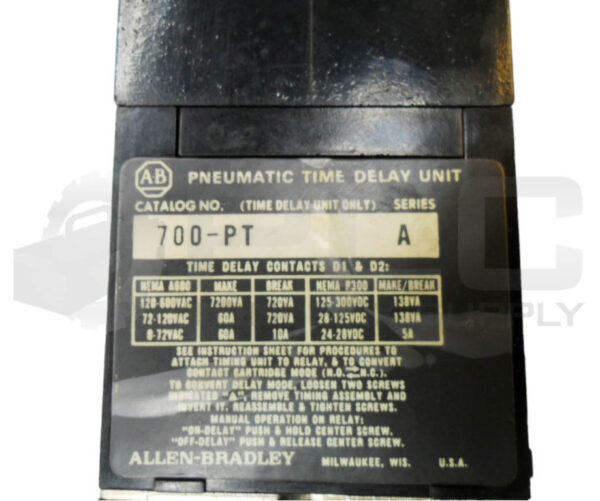 A-B PNEUMATIC TIME DELAY UNIT
CATALOG NO. (TIME DELAY UNIT ONLY) SERIES
700-PT A
TIME DELAY CONTACTS D1 & D2:
NEMA A600 MAKE BREAK NEMA P300 MAKE/BREAK
120-600VAC 7200VA 720VA 125-300VDC 138VA
72-120VAC 60A 720VA 28-125VDC 138VA
0-72VAC 60A 10A 24-28VDC 5A
SEE INSTRUCTION SHEET FOR PROCEDURES TO
ATTACH TIMING UNIT TO RELAY, & TO CONVERT
CONTACT CARTRIDGE MODE (N.O. N.C.).
TO CONVERT DELAY MODE, LOOSEN TWO SCREWS
INDICATED "▲", REMOVE TIMING ASSEMBLY AND
INVERT IT. REASSEMBLE & TIGHTEN SCREWS.
MANUAL OPERATION ON RELAY:
"ON-DELAY" PUSH & HOLD CENTER SCREW.
"OFF-DELAY" PUSH & RELEASE CENTER SCREW.
ALLEN-BRADLEY MILWAUKEE, WIS. U.S.A.
PLC
SUPPLY